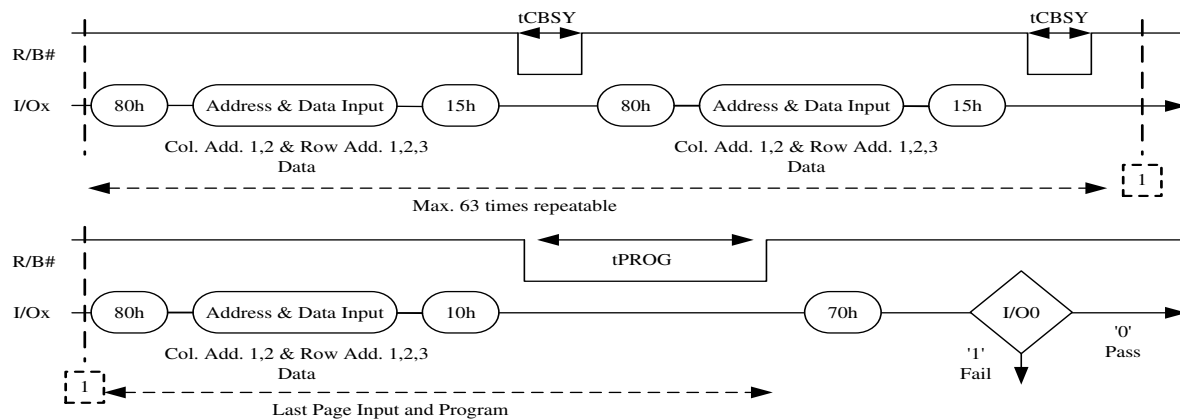 tCBSY tCBSY
R/B#
I/Ox 80h Address & Data Input 15h 80h Address & Data Input 15h
Col. Add. 1,2 & Row Add. 1,2,3 Col. Add. 1,2 & Row Add. 1,2,3
Data Data
1
Max. 63 times repeatable
R/B#
tPROG
I/Ox 80h Address & Data Input 10h 70h I/O0
'0'
Pass
Col. Add. 1,2 & Row Add. 1,2,3 '1'
Data Fail
1
Last Page Input and Program